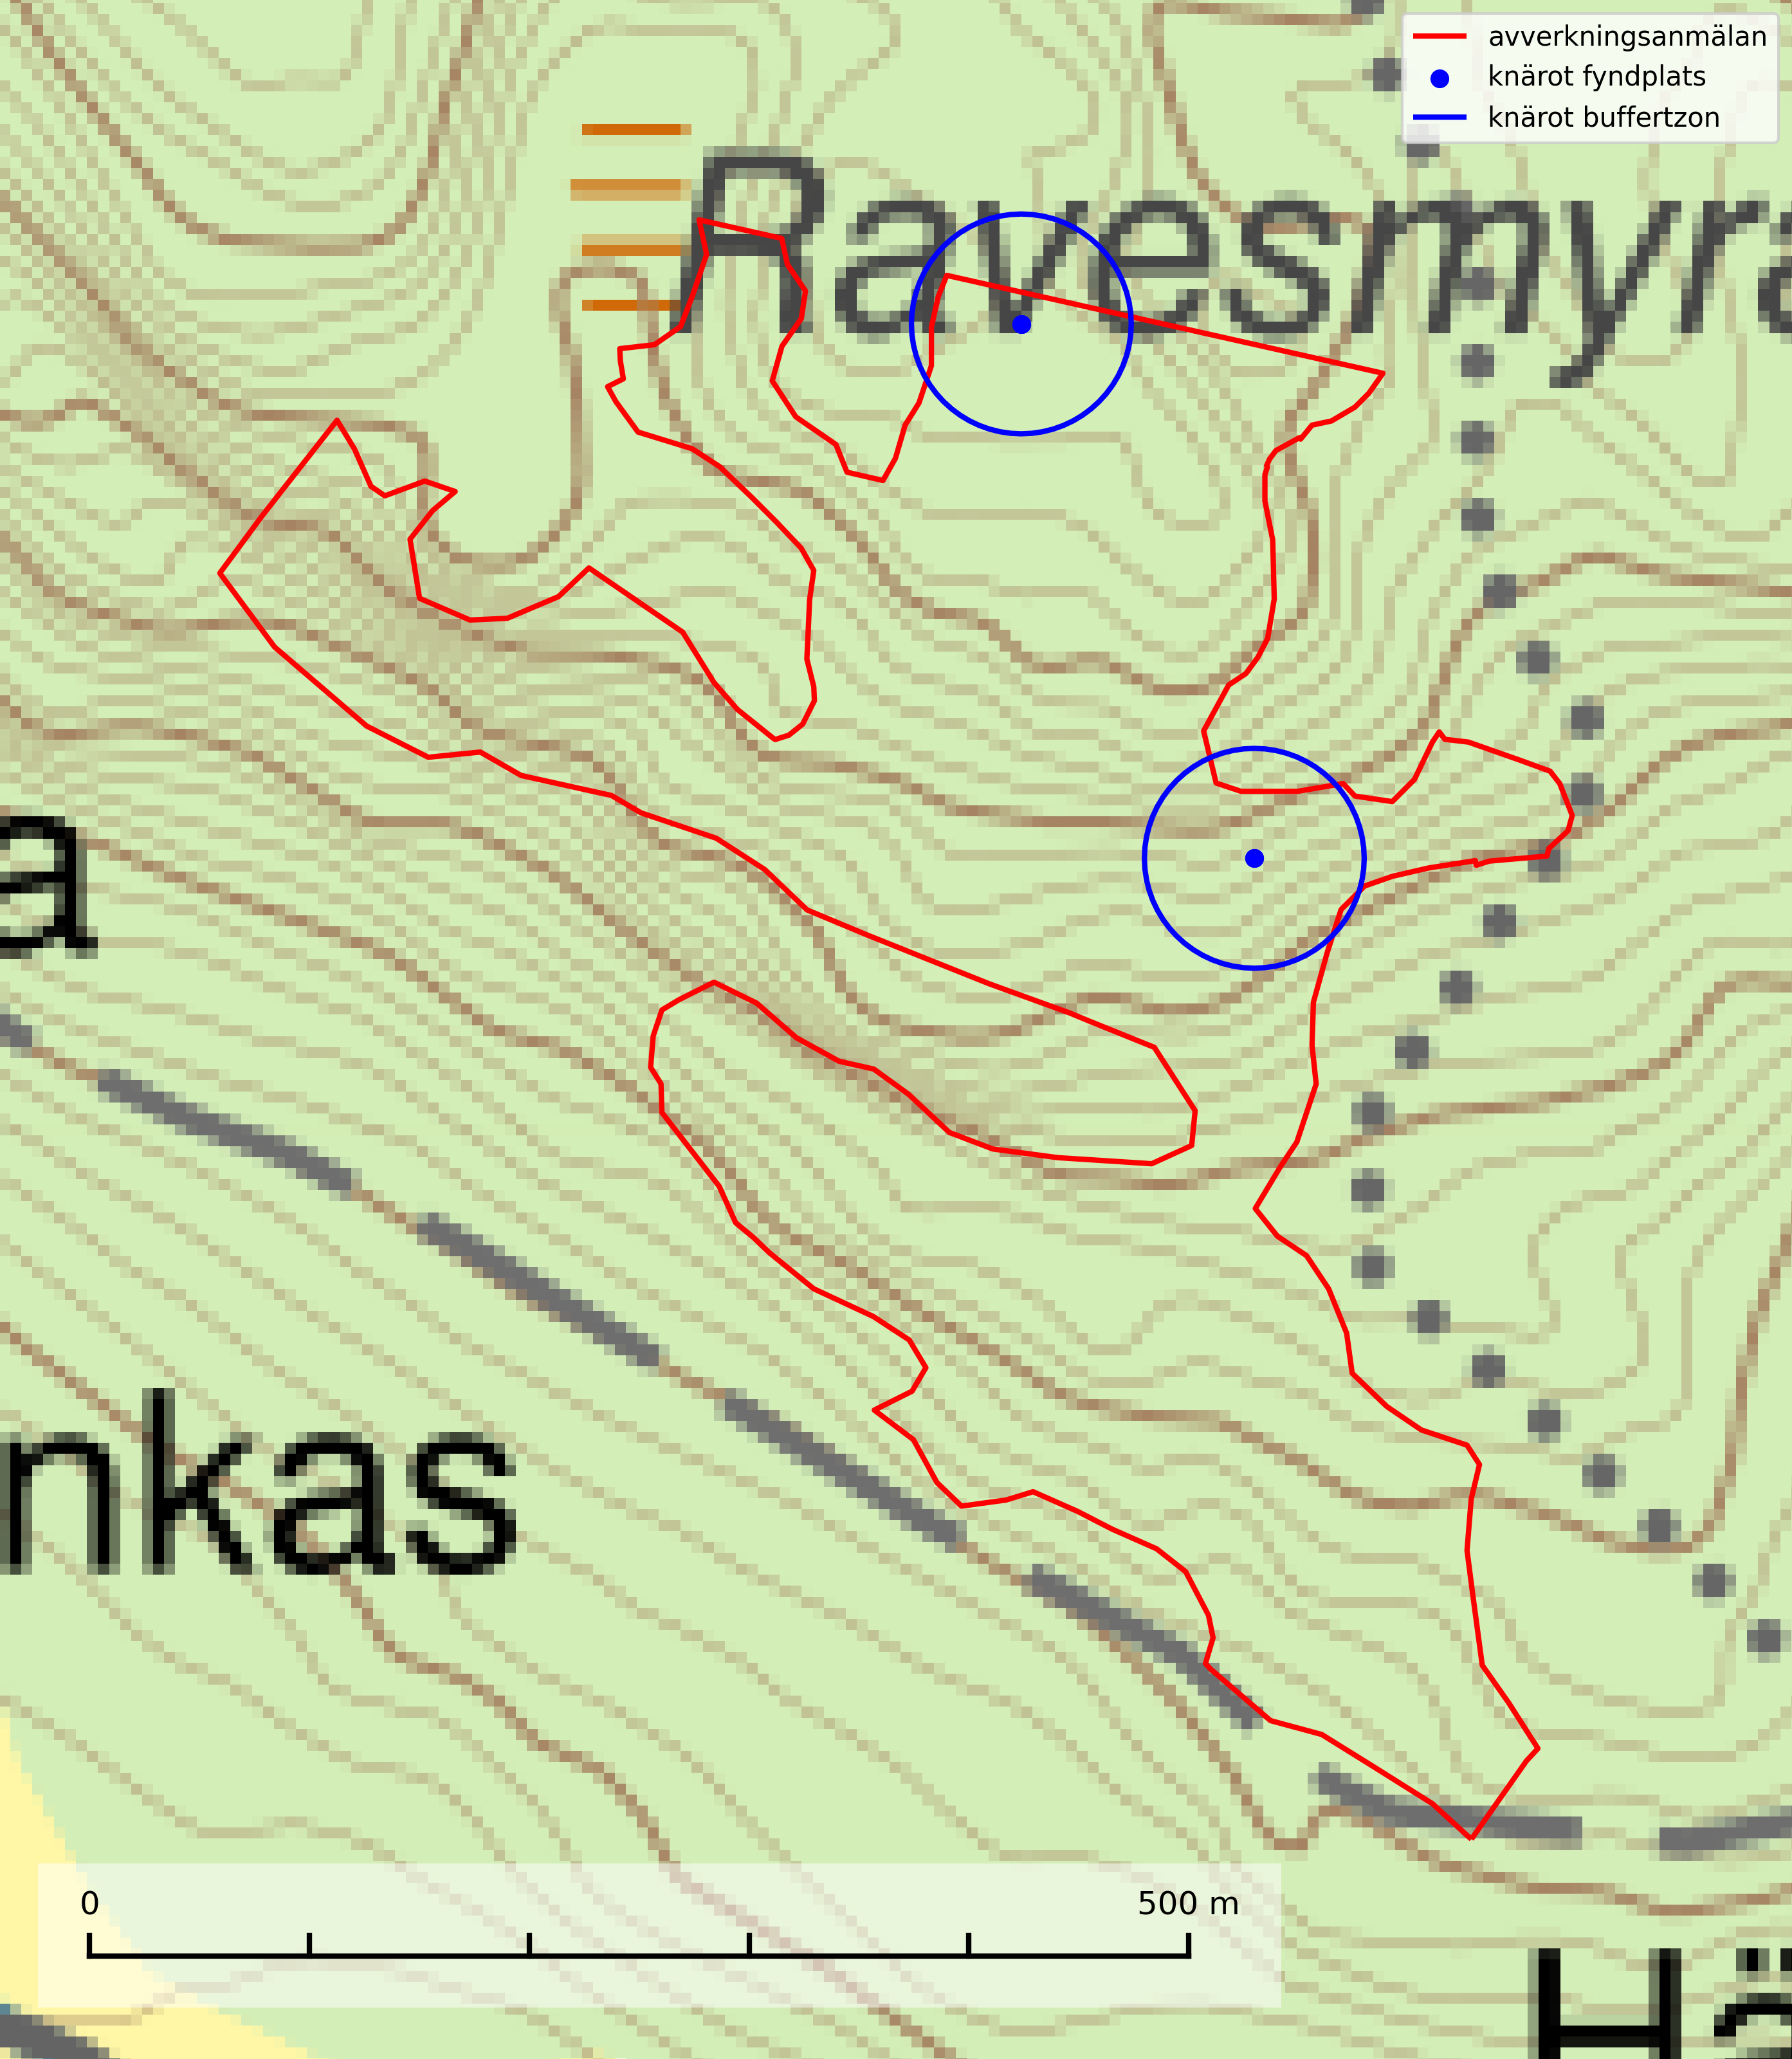 avverkningsanmälan
knärot fyndplats
knärot buffertzon
Ravesmyra
a
nkas
0 500 m
Hä